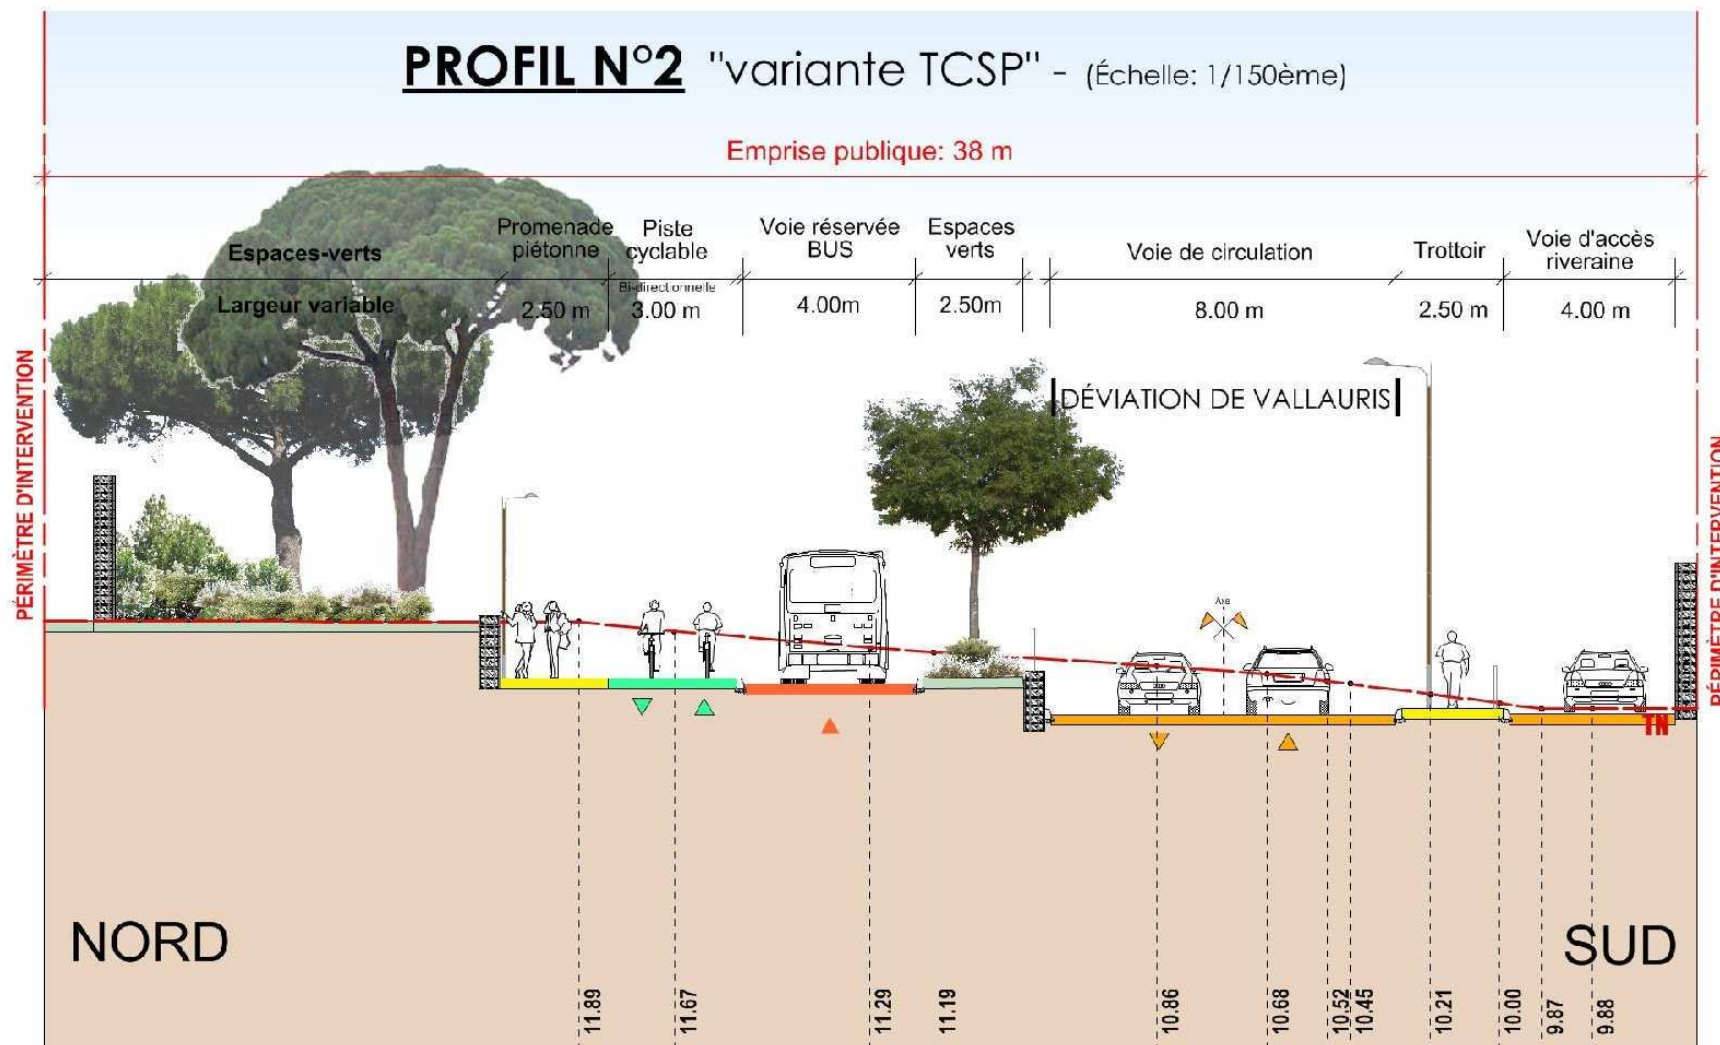 PROFIL N°2 "variante TCSP" - (Échelle: 1/150ème)
Emprise publique: 38 m
Espaces-verts
Largeur variable
Promenade
piétonne
2.50 m
Piste
cyclable
Bi-directionnelle
3.00 m
Voie réservée
BUS
4.00m
Espaces
verts
2.50m
Voie de circulation
8.00 m
Trottoir
2.50 m
Voie d'accès
riveraine
4.00 m
DÉVIATION DE VALLAURIS
PÉRIMÈTRE D'INTERVENTION
PÉRIMÈTRE D'INTERVENTION
Axe
TN
NORD
SUD
11.89
11.67
11.29
11.19
10.86
10.68
10.52
10.45
10.21
10.00
9.87
9.88